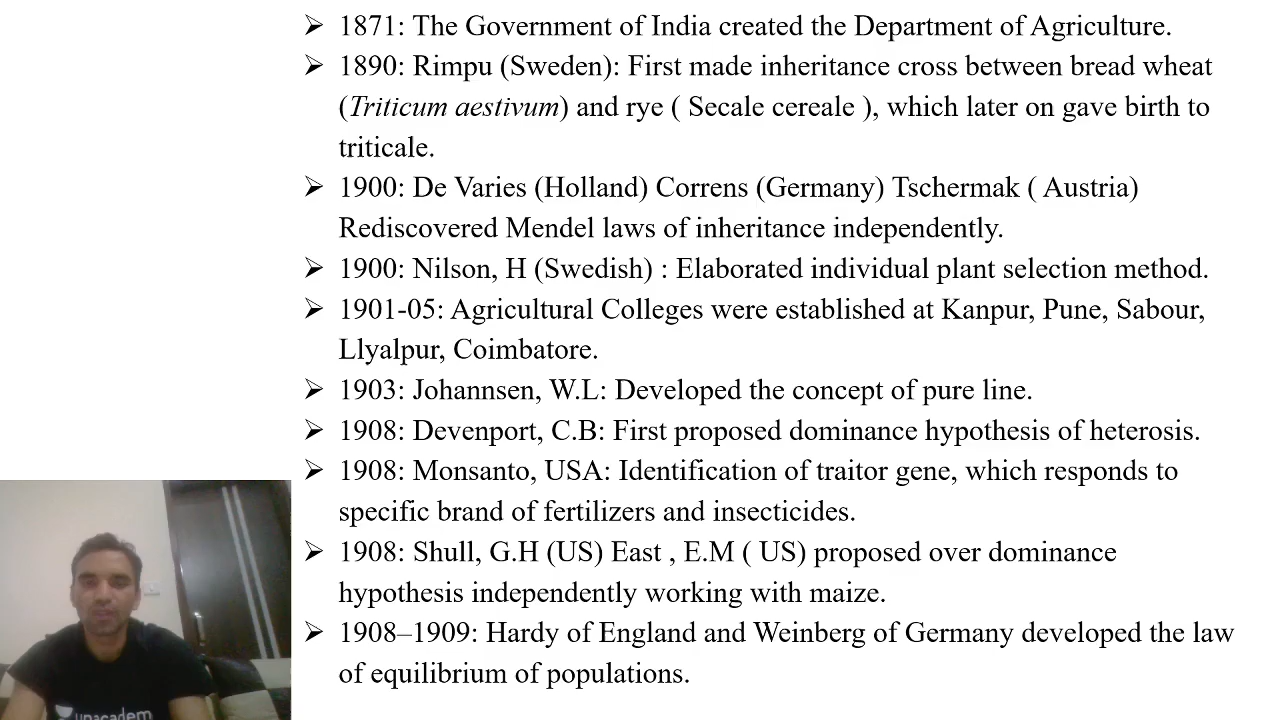 ➢ 1871: The Government of India created the Department of Agriculture.
➢ 1890: Rimpu (Sweden): First made inheritance cross between bread wheat
(Triticum aestivum) and rye ( Secale cereale ), which later on gave birth to
triticale.
➢ 1900: De Varies (Holland) Correns (Germany) Tschermak ( Austria)
Rediscovered Mendel laws of inheritance independently.
➢ 1900: Nilson, H (Swedish) : Elaborated individual plant selection method.
➢ 1901-05: Agricultural Colleges were established at Kanpur, Pune, Sabour,
Llyalpur, Coimbatore.
➢ 1903: Johannsen, W.L: Developed the concept of pure line.
➢ 1908: Devenport, C.B: First proposed dominance hypothesis of heterosis.
➢ 1908: Monsanto, USA: Identification of traitor gene, which responds to
specific brand of fertilizers and insecticides.
➢ 1908: Shull, G.H (US) East , E.M ( US) proposed over dominance
hypothesis independently working with maize.
➢ 1908–1909: Hardy of England and Weinberg of Germany developed the law
of equilibrium of populations.
unacadem